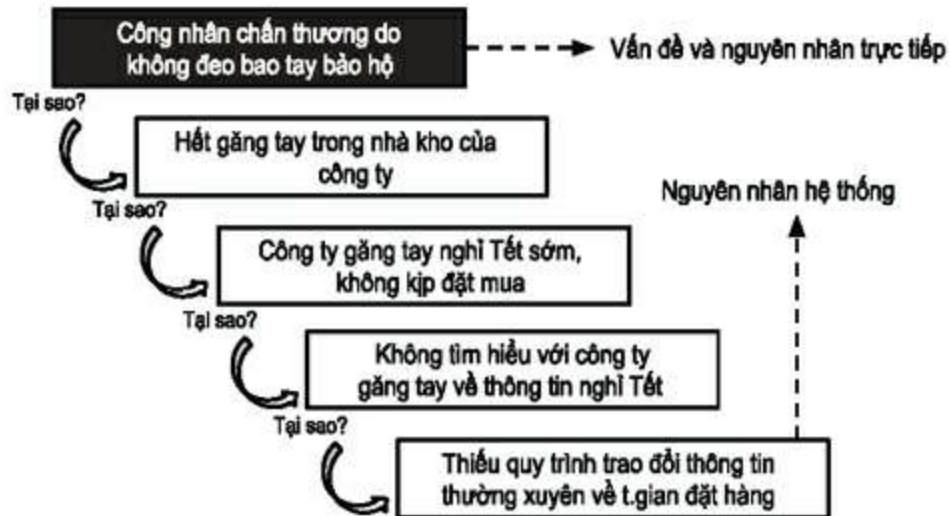 Công nhân chấn thương do
không đeo bao tay bảo hộ
Vấn đề và nguyên nhân trực tiếp
Tại sao?
Hết găng tay trong nhà kho của
công ty
Tại sao?
Nguyên nhân hệ thống
Công ty găng tay nghỉ Tết sớm,
không kịp đặt mua
Tại sao?
Không tìm hiểu với công ty
găng tay về thông tin nghỉ Tết
Tại sao?
Thiếu quy trình trao đổi thông tin
thường xuyên về t.gian đặt hàng